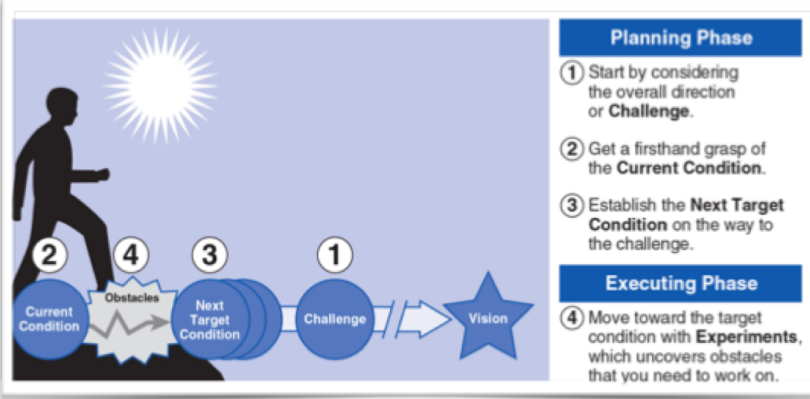 2
4
3
1
Current
Condition
Obstacles
Next
Target
Condition
Challenge
Vision
Planning Phase
1 Start by considering
the overall direction
or Challenge.
2 Get a firsthand grasp of
the Current Condition.
3 Establish the Next Target
Condition on the way to
the challenge.
Executing Phase
4 Move toward the target
condition with Experiments,
which uncovers obstacles
that you need to work on.